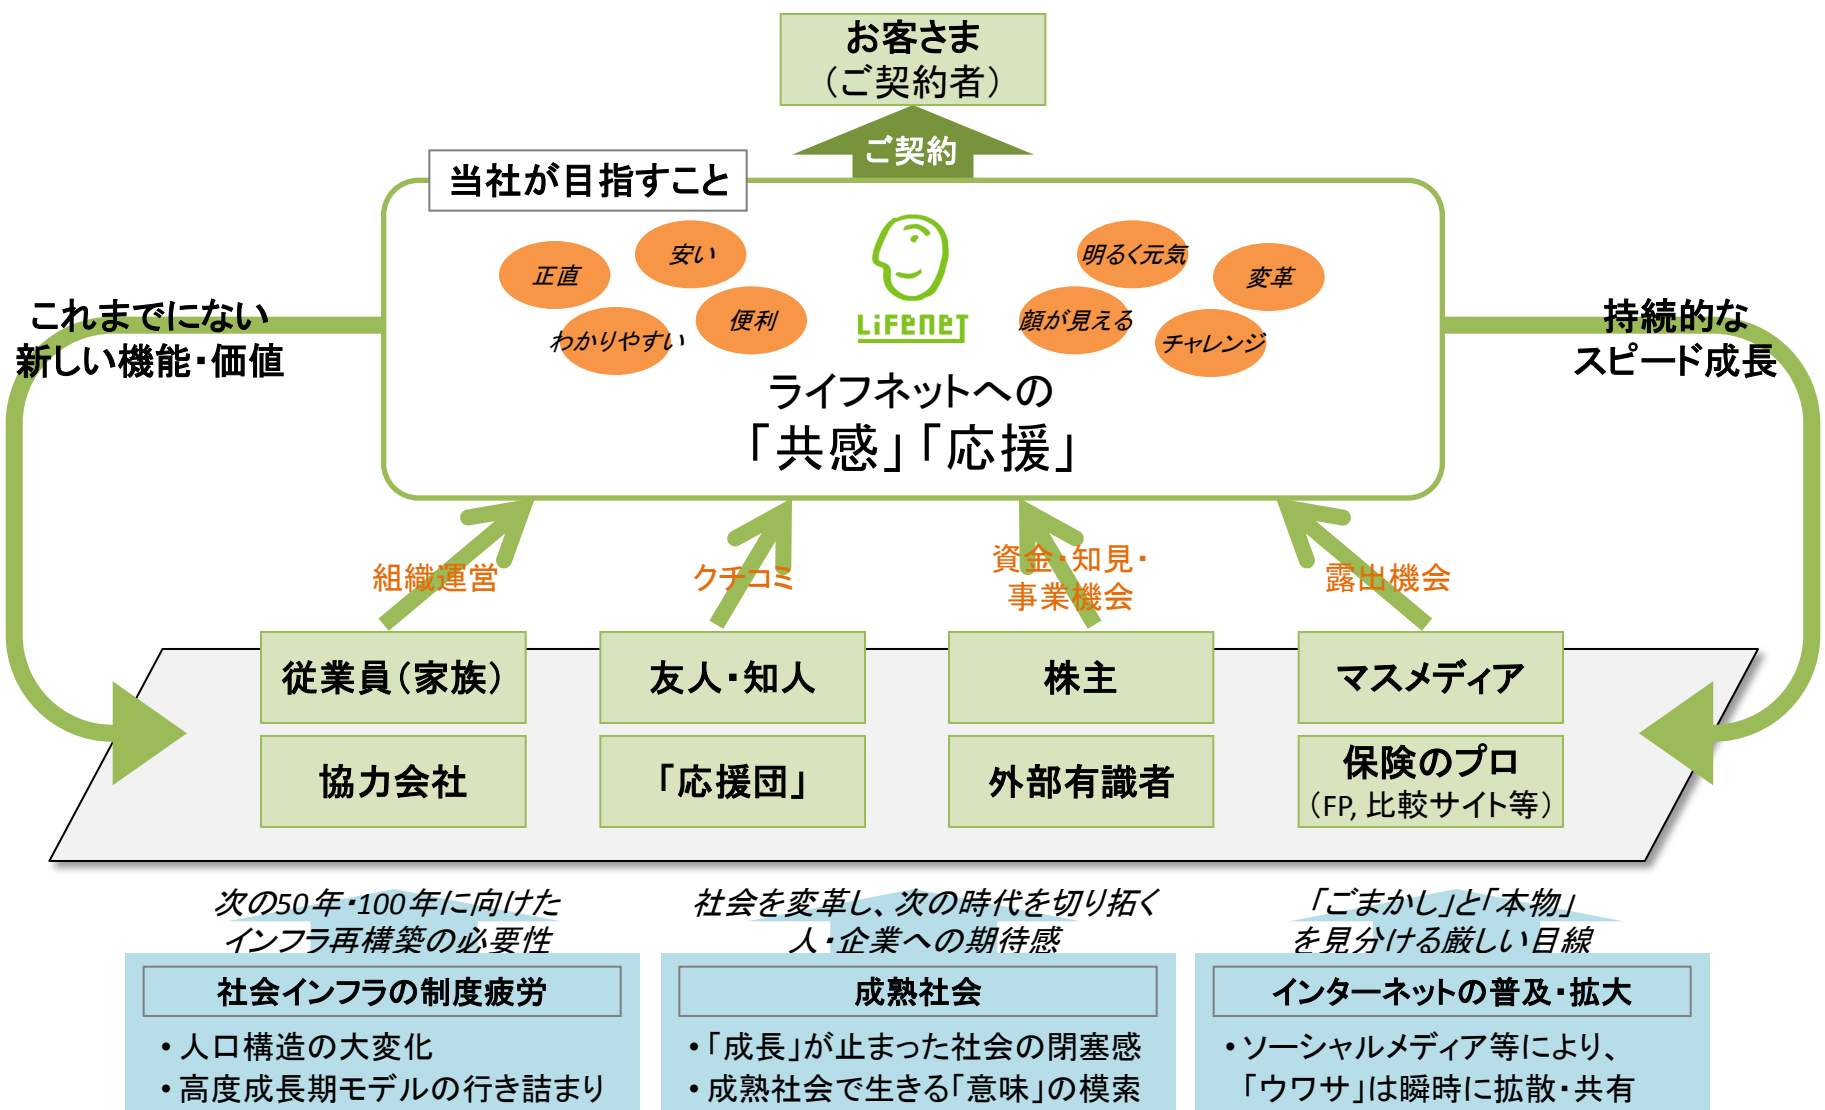 お客さま
（ご契約者）
ご契約
当社が目指すこと
正直
安い
わかりやすい
便利
LiFENET
明るく元気
変革
顔が見える
チャレンジ
これまでにない
新しい機能・価値
持続的な
スピード成長
ライフネットへの
「共感」「応援」
組織運営
クチコミ
資金・知見・
事業機会
露出機会
従業員（家族）
友人・知人
株主
マスメディア
協力会社
「応援団」
外部有識者
保険のプロ
（FP, 比較サイト等）
次の50年・100年に向けた
インフラ再構築の必要性
社会を変革し、次の時代を切り拓く
人・企業への期待感
「ごまかし」と「本物」
を見分ける厳しい目線
社会インフラの制度疲労
・人口構造の大変化
・高度成長期モデルの行き詰まり
成熟社会
・「成長」が止まった社会の閉塞感
・成熟社会で生きる「意味」の模索
インターネットの普及・拡大
・ソーシャルメディア等により、
「ウワサ」は瞬時に拡散・共有